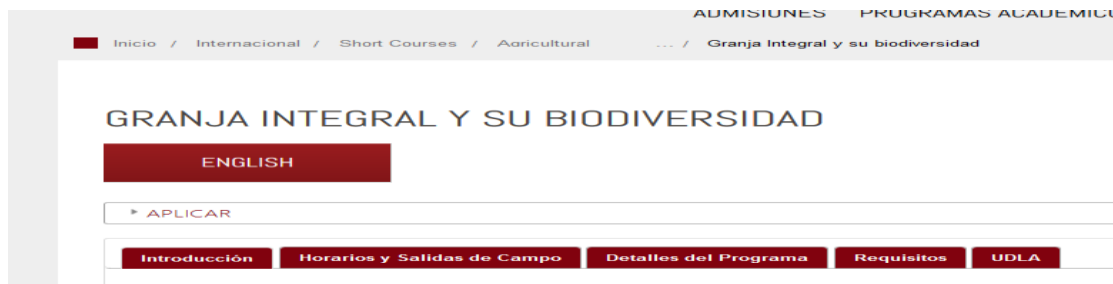 ADMISIONES PROGRAMAS ACADÉMICO
Inicio / Internacional / Short Courses / Agricultural ... / Granja Integral y su biodiversidad
GRANJA INTEGRAL Y SU BIODIVERSIDAD
ENGLISH
APLICAR
Introducción Horarios y Salidas de Campo Detalles del Programa Requisitos UDLA